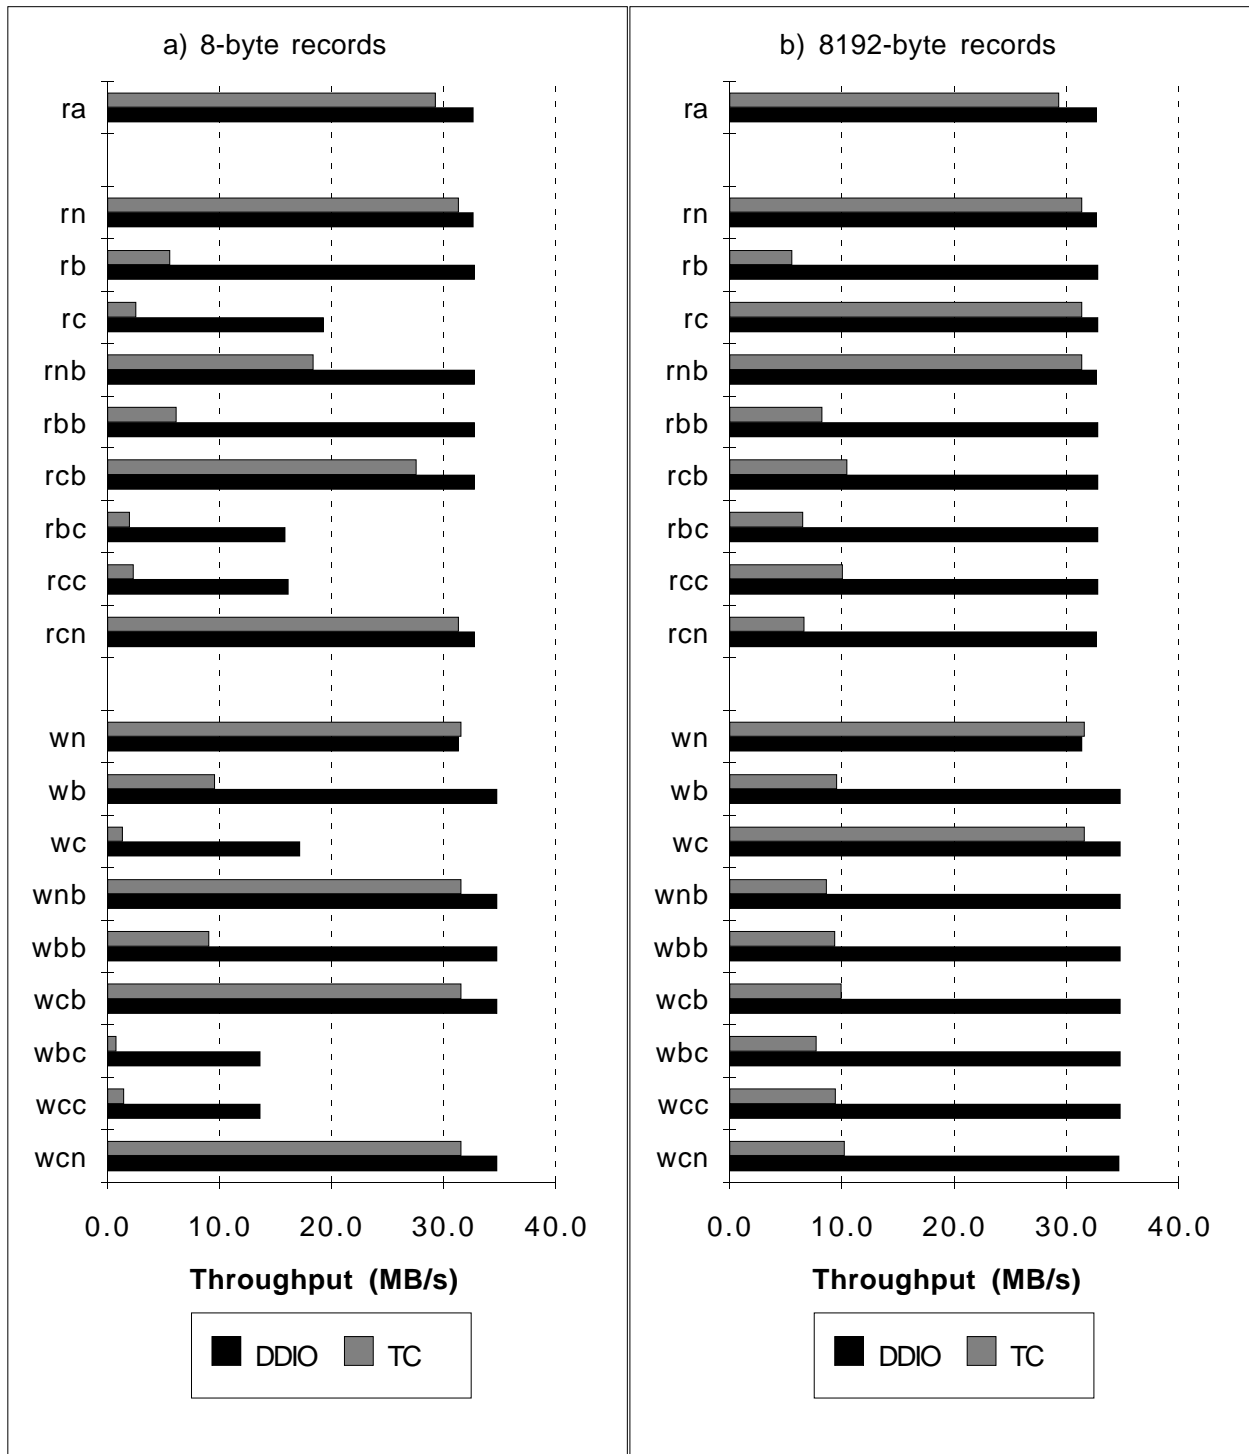 a) 8-byte records
ra
rn
rb
rc
rnb
rbb
rcb
rbc
rcc
rcn
wn
wb
wc
wnb
wbb
wcb
wbc
wcc
wcn
0.0 10.0 20.0 30.0 40.0
Throughput (MB/s)
DDIO TC
b) 8192-byte records
ra
rn
rb
rc
rnb
rbb
rcb
rbc
rcc
rcn
wn
wb
wc
wnb
wbb
wcb
wbc
wcc
wcn
0.0 10.0 20.0 30.0 40.0
Throughput (MB/s)
DDIO TC